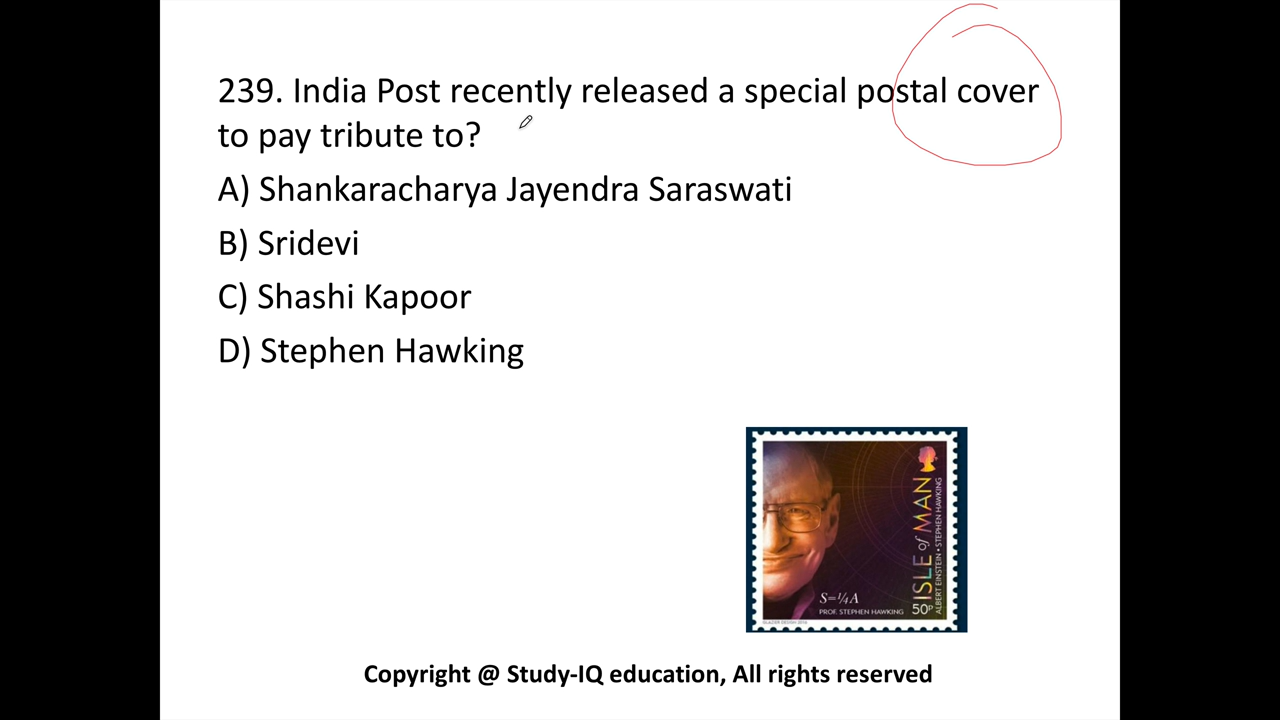 239. India Post recently released a special postal cover
to pay tribute to?
A) Shankaracharya Jayendra Saraswati
B) Sridevi
C) Shashi Kapoor
D) Stephen Hawking
ISLE of MAN
ALBERT EINSTEIN • STEPHEN HAWKING
S=¼A
PROF. STEPHEN HAWKING
50P
Copyright @ Study-IQ education, All rights reserved